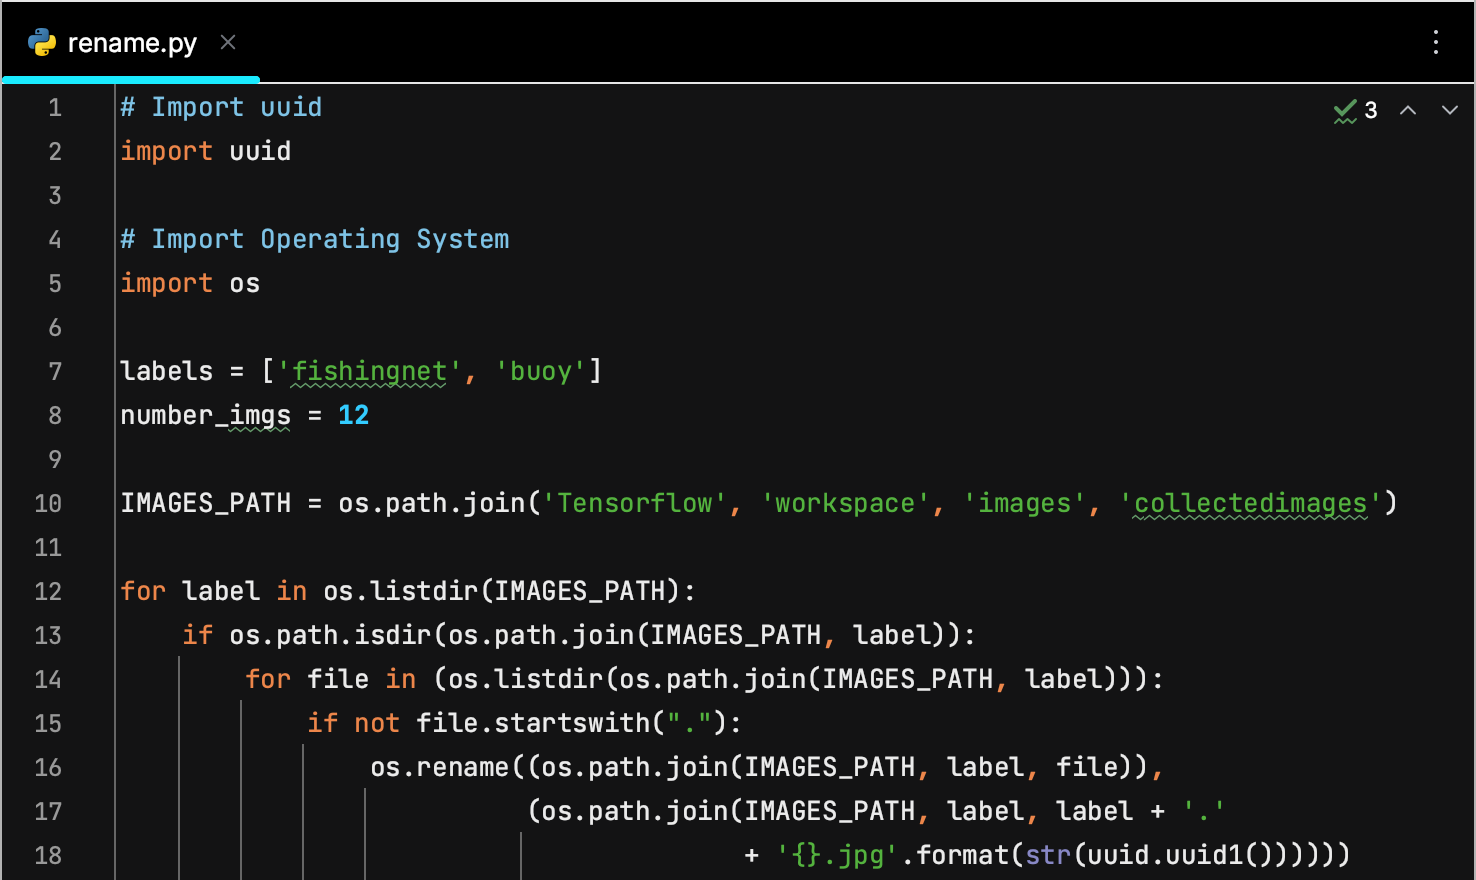 rename.py
3
1 # Import uuid
2 import uuid
3
4 # Import Operating System
5 import os
6
7 labels = ['fishingnet', 'buoy']
8 number_imgs = 12
9
10 IMAGES_PATH = os.path.join('Tensorflow', 'workspace', 'images', 'collectedimages')
11
12 for label in os.listdir(IMAGES_PATH):
13     if os.path.isdir(os.path.join(IMAGES_PATH, label)):
14         for file in (os.listdir(os.path.join(IMAGES_PATH, label))):
15             if not file.startswith("."):
16                 os.rename((os.path.join(IMAGES_PATH, label, file)),
17                           (os.path.join(IMAGES_PATH, label, label + '.'
18                                         + '{}.jpg'.format(str(uuid.uuid1())))))